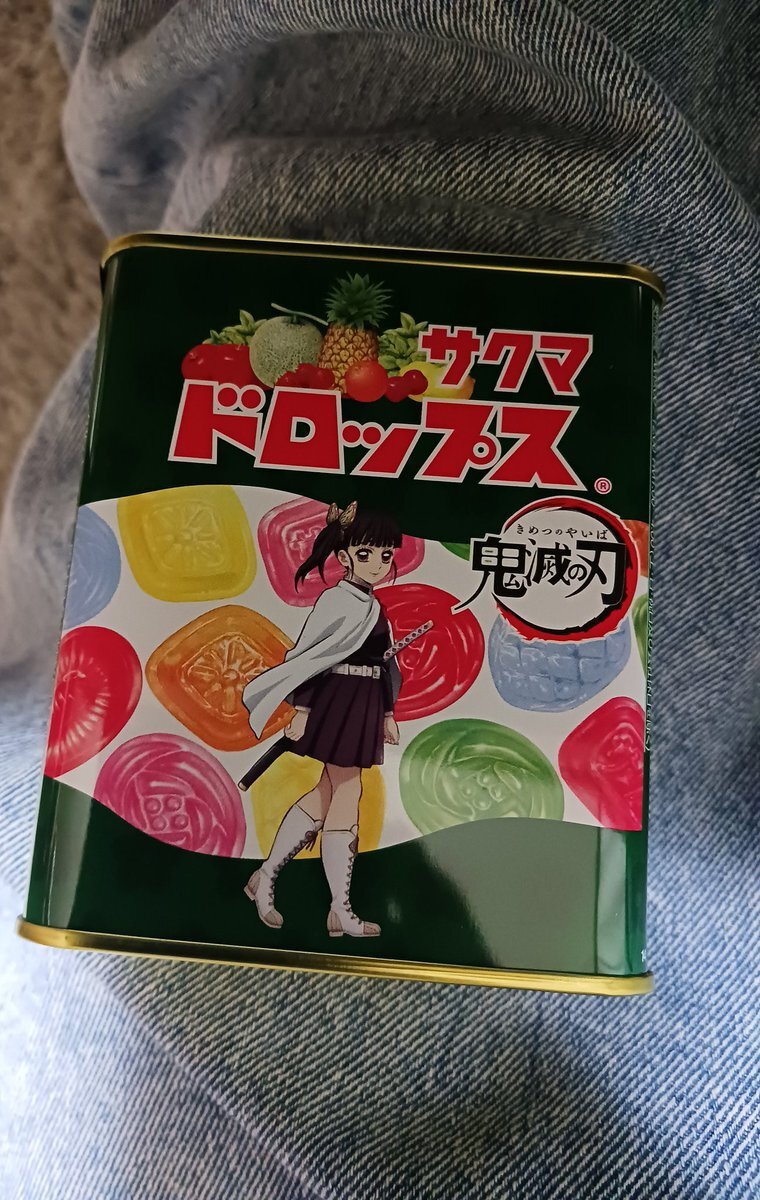 サクマ
ドロップス®
きめつのやいば
鬼滅の刃